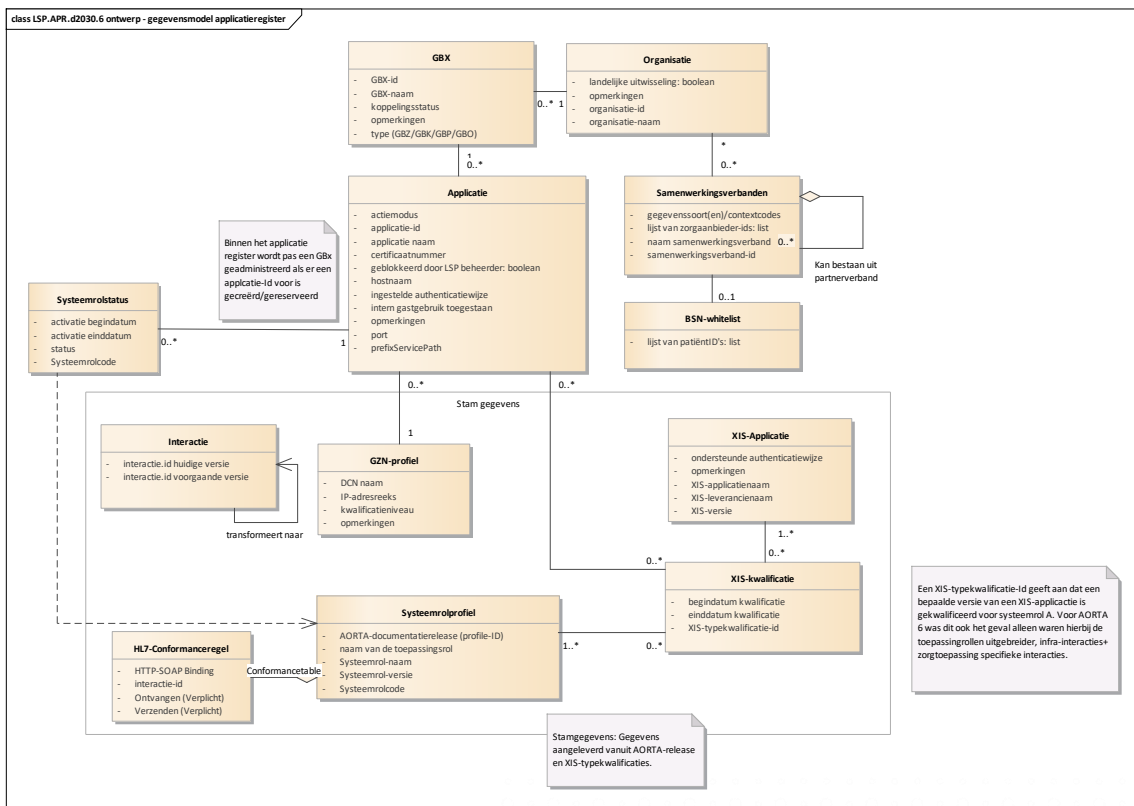 class LSP.APR.d2030.6 ontwerp - gegevensmodel applicatieregister
GBX
- GBX-id
- GBX-naam
- koppelingsstatus
- opmerkingen
- type (GBZ/GBK/GBP/GBO)
Organisatie
- landelijke uitwisseling: boolean
- opmerkingen
- organisatie-id
- organisatie-naam
0..*
1
1
0..*
*
0..*
Applicatie
- actiemodus
- applicatie-id
- applicatie naam
- certificaatnummer
- geblokkeerd door LSP beheerder: boolean
- hostnaam
- ingestelde authenticatiewijze
- intern gastgebruik toegestaan
- opmerkingen
- port
- prefixServicePath
Samenwerkingsverbanden
- gegevenssoort(en)/contextcodes
- lijst van zorgaanbieder-ids: list
- naam samenwerkingsverband
- samenwerkingsverband-id
0..*
Kan bestaan uit
partnerverband
0..1
BSN-whitelist
- lijst van patiëntID's: list
Binnen het applicatie
register wordt pas een GBx
geadministreerd als er een
applcatie-Id voor is
gecreërd/gereserveerd
Systeemrolstatus
- activatie begindatum
- activatie einddatum
- status
- Systeemrolcode
0..*
1
0..*
0..*
Stam gegevens
Interactie
- interactie.id huidige versie
- interactie.id voorgaande versie
transformeert naar
1
GZN-profiel
- DCN naam
- IP-adresreeks
- kwalificatieniveau
- opmerkingen
XIS-Applicatie
- ondersteunde authenticatiewijze
- opmerkingen
- XIS-applicatienaam
- XIS-leverancienaam
- XIS-versie
1..*
0..*
0..*
XIS-kwalificatie
- begindatum kwalificatie
- einddatum kwalificatie
- XIS-typekwalificatie-id
Een XIS-typekwalificatie-Id geeft aan dat een
bepaalde versie van een XIS-applicactie is
gekwalificeerd voor systeemrol A. Voor AORTA
6 was dit ook het geval alleen waren hierbij de
toepassingrollen uitgebreider, infra-interacties+
zorgtoepassing specifieke interacties.
Systeemrolprofiel
- AORTA-documentatierelease (profile-ID)
- naam van de toepassingsrol
- Systeemrol-naam
- Systeemrol-versie
- Systeemrolcode
1..*
0..*
HL7-Conformanceregel
- HTTP-SOAP Binding
- interactie-id
- Ontvangen (Verplicht)
- Verzenden (Verplicht)
Conformancetable
Stamgegevens: Gegevens
aangeleverd vanuit AORTA-release
en XIS-typekwalificaties.